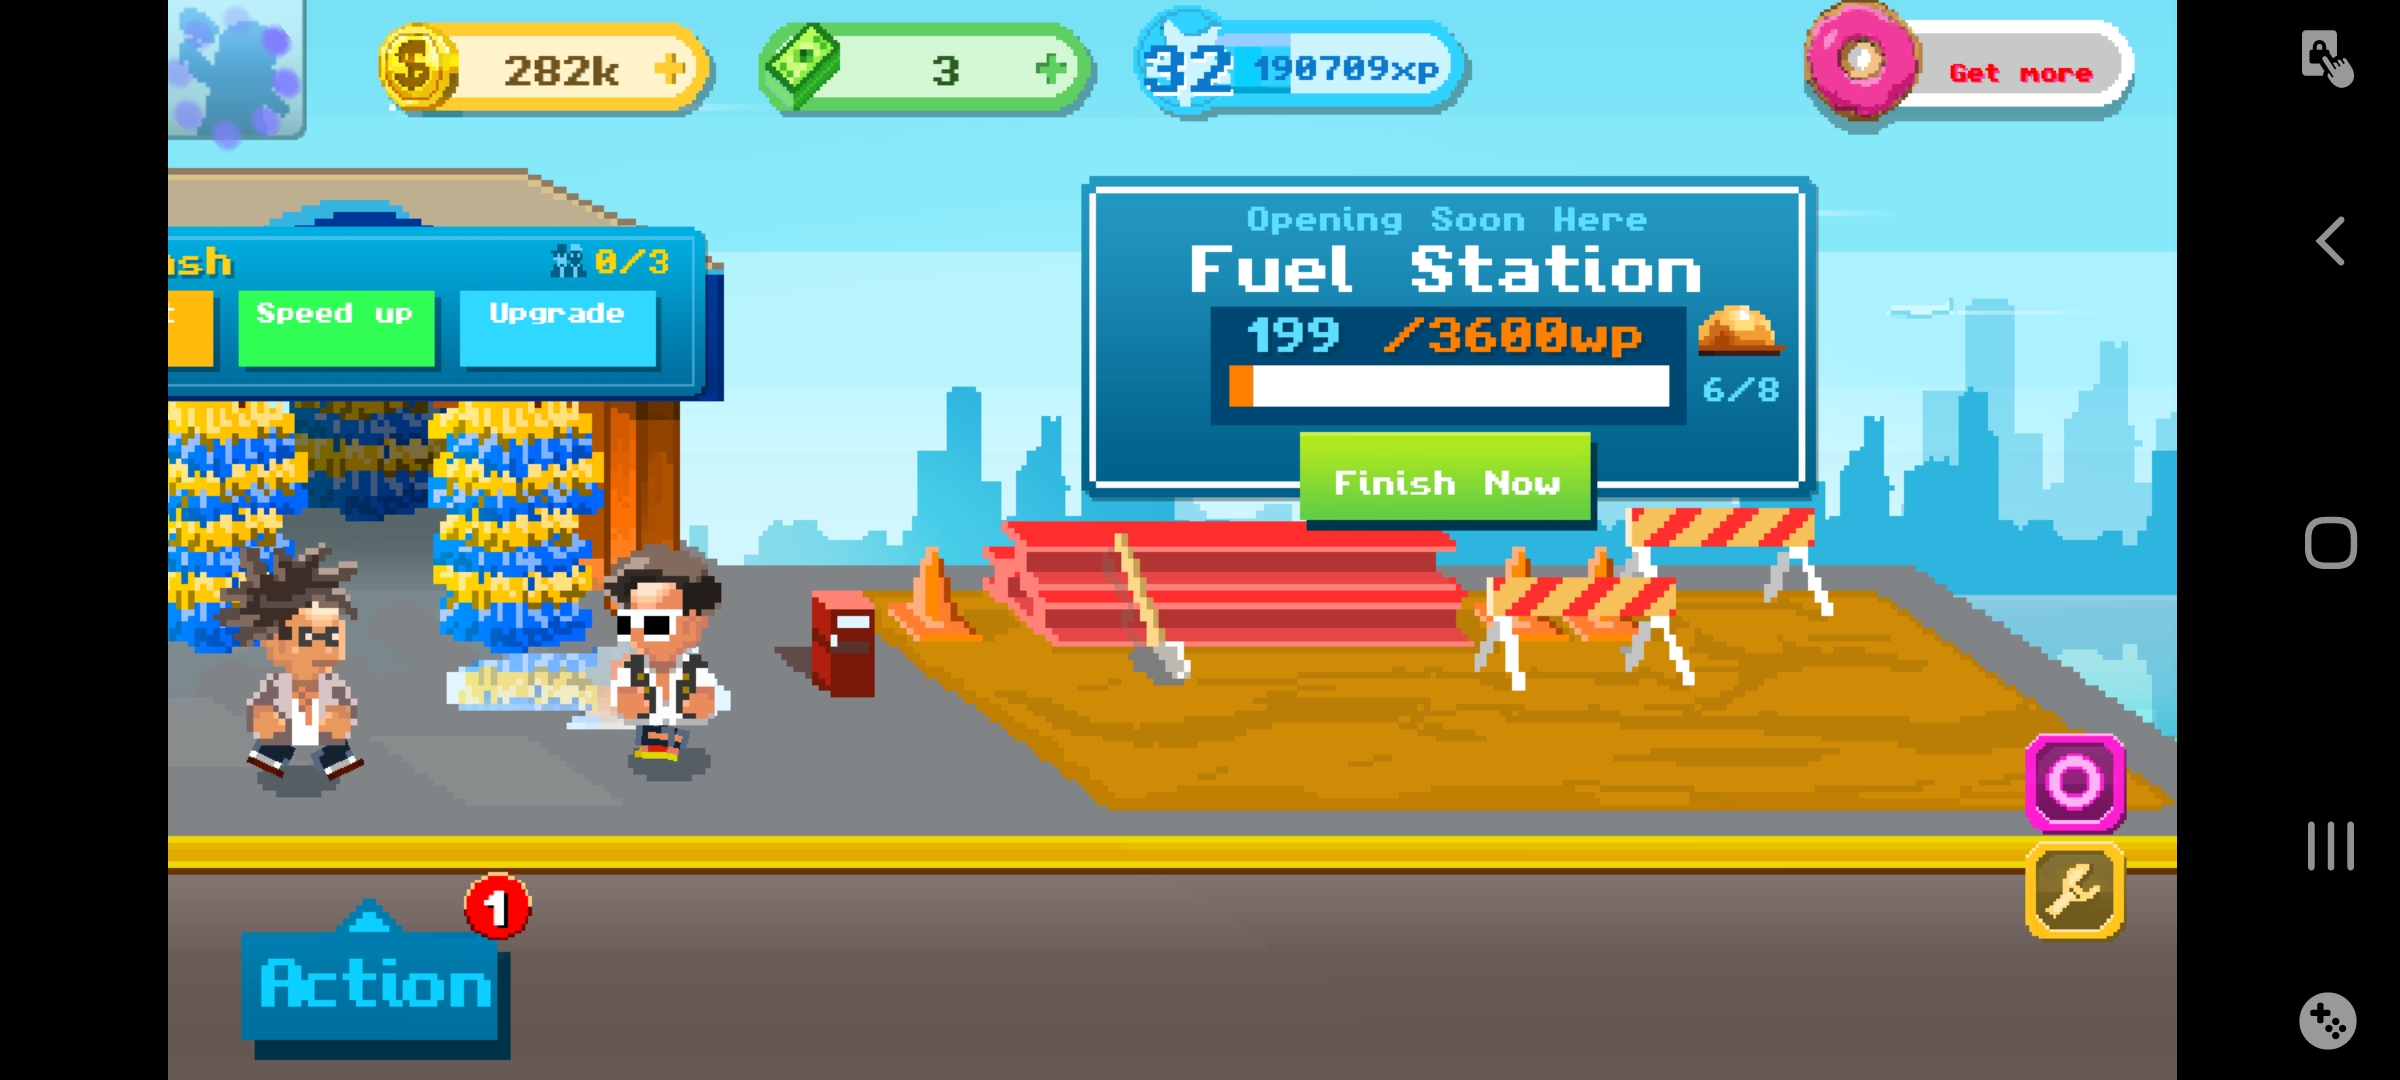 282k
3
32
190709xp
Get more
0/3
Speed up
Upgrade
Opening Soon Here
Fuel Station
199 /3600wp
6/8
Finish Now
1
Action